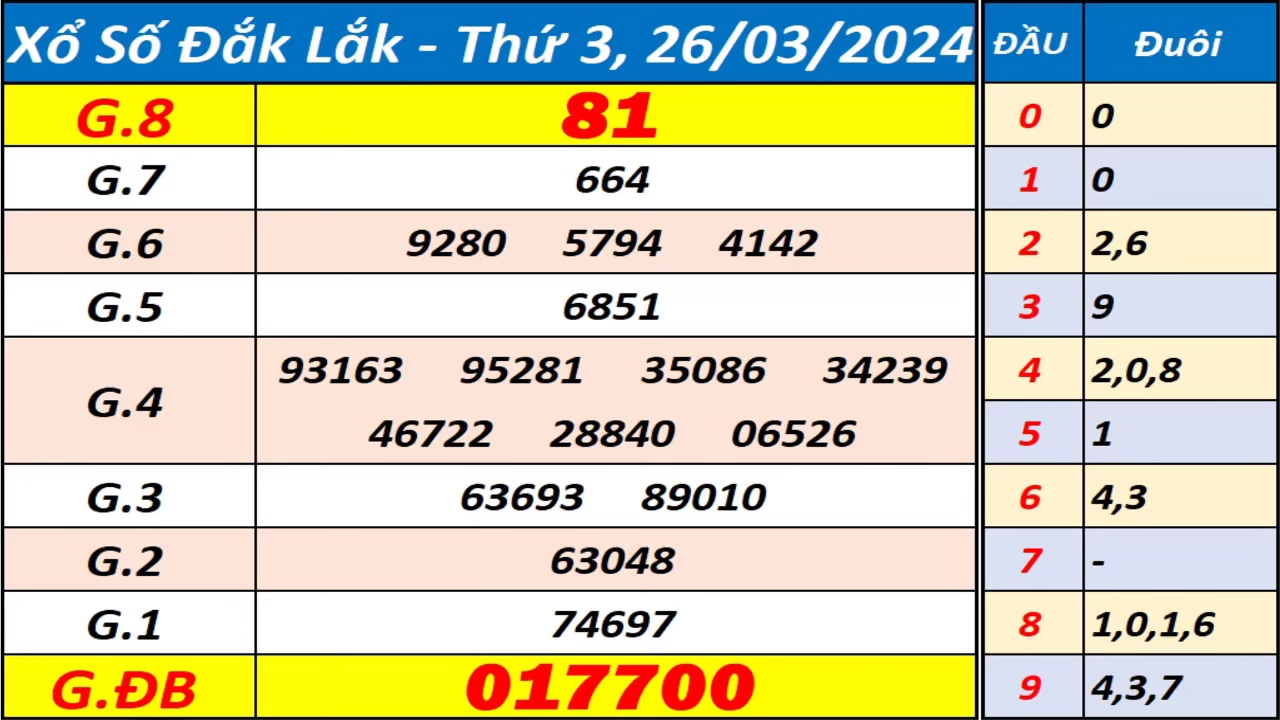 Xổ Số Đắk Lắk - Thứ 3, 26/03/2024 ĐẦU Đuôi
G.8 81 0 0
G.7 664 1 0
G.6 9280 5794 4142 2 2,6
G.5 6851 3 9
G.4 93163 95281 35086 34239 4 2,0,8
46722 28840 06526 5 1
G.3 63693 89010 6 4,3
G.2 63048 7 -
G.1 74697 8 1,0,1,6
G.ĐB 017700 9 4,3,7